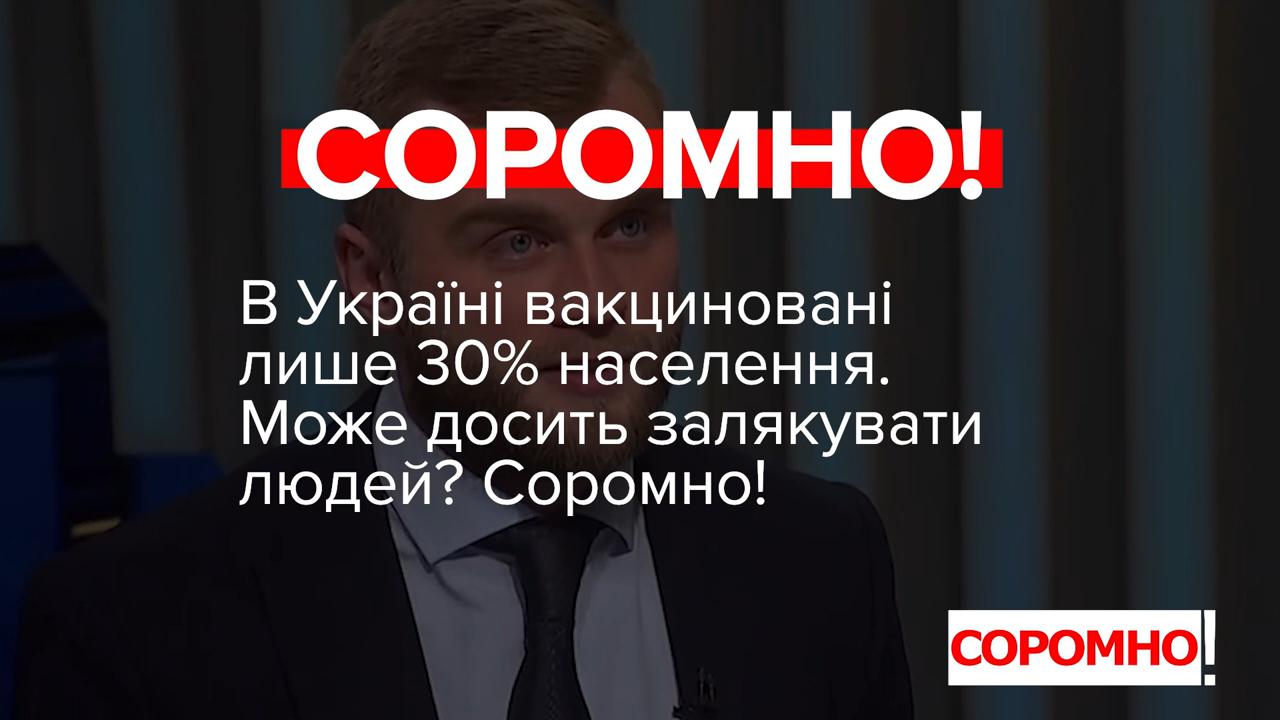 СОРОМНО!
В Україні вакциновані
лише 30% населення.
Може досить залякувати
людей? Соромно!
СОРОМНО!